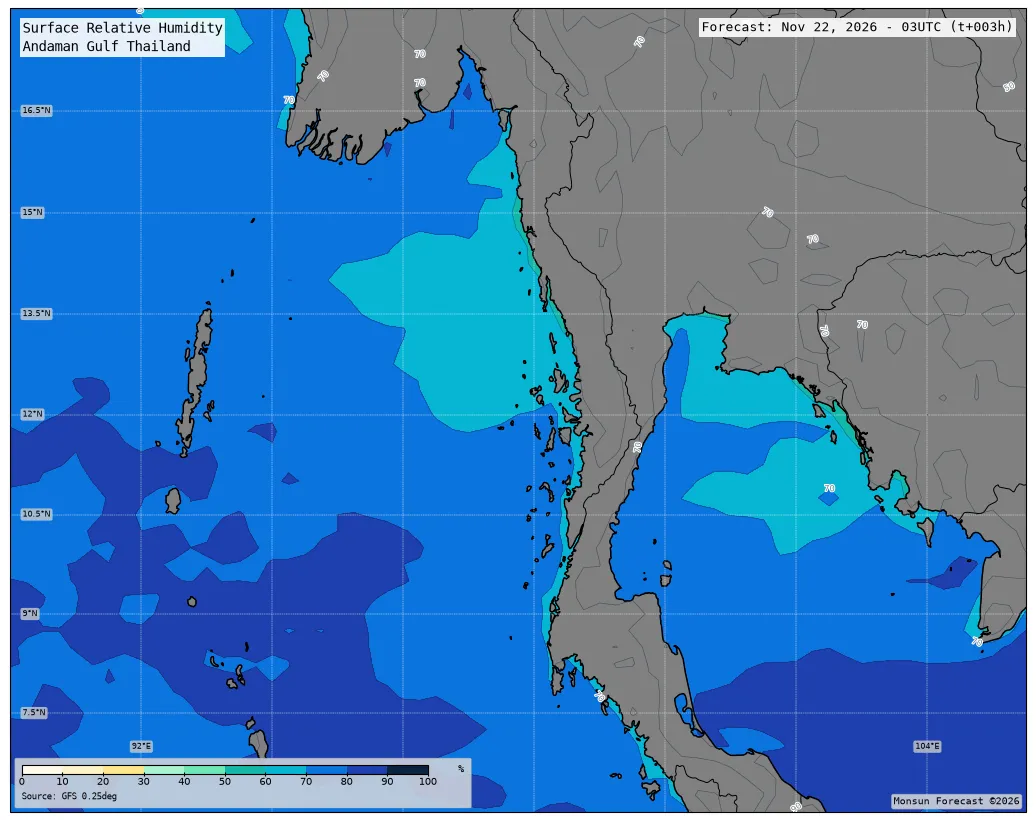 Surface Relative Humidity
Andaman Gulf Thailand
Forecast: Nov 22, 2026 - 03UTC (t+003h)
70
70
70
70
70
50
16.5°N
15°N
70
70
13.5°N
70
70
12°N
70
70
10.5°N
9°N
70
70
7.5°N
92°E
104°E
%
0 10 20 30 40 50 60 70 80 90 100
Source: GFS 0.25deg
90
Monsun Forecast ©2026